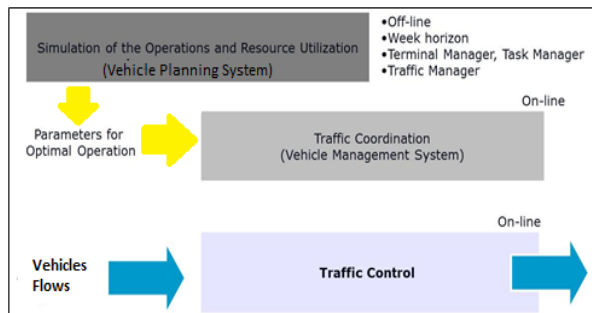 Simulation of the Operations and Resource Utilization
(Vehicle Planning System)
•Off-line
•Week horizon
•Terminal Manager, Task Manager
•Traffic Manager
On-line
Parameters for
Optimal Operation
Traffic Coordination
(Vehicle Management System)
On-line
Vehicles
Flows
Traffic Control